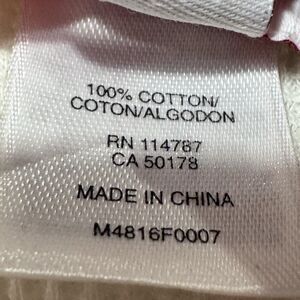 100% COTTON/
COTON/ALGODON
RN 114787
CA 50178
MADE IN CHINA
M4816F0007